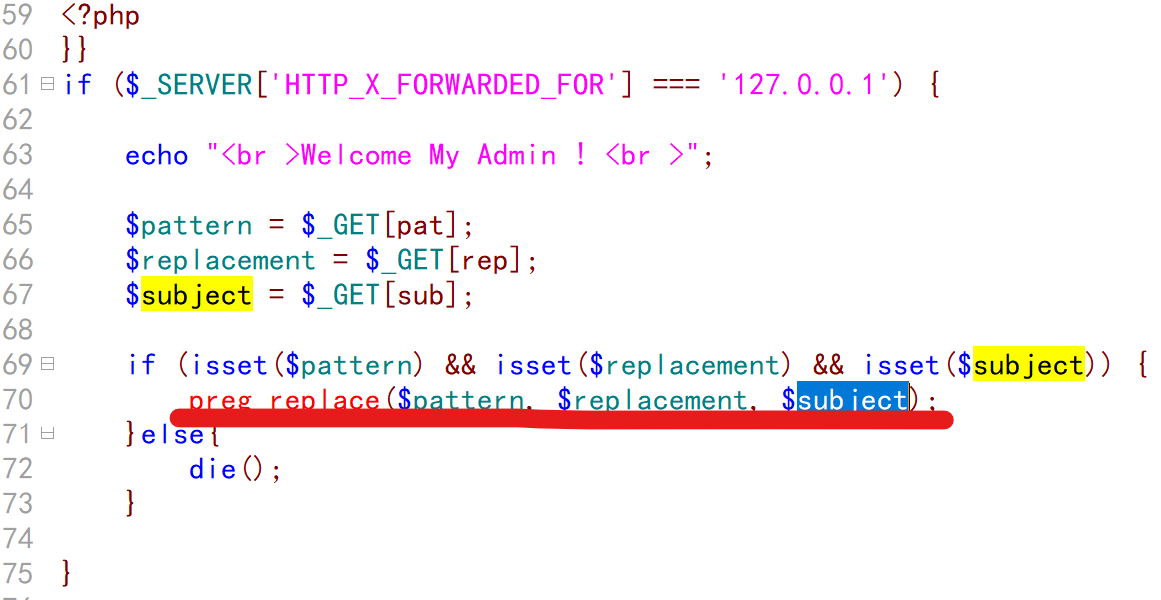 59 <?php
60 }}
61 if ($_SERVER['HTTP_X_FORWARDED_FOR'] === '127.0.0.1') {
62
63 echo "<br >Welcome My Admin ! <br >";
64
65 $pattern = $_GET[pat];
66 $replacement = $_GET[rep];
67 $subject = $_GET[sub];
68
69 if (isset($pattern) && isset($replacement) && isset($subject)) {
70 preg_replace($pattern, $replacement, $subject);
71 }else{
72 die();
73 }
74
75 }